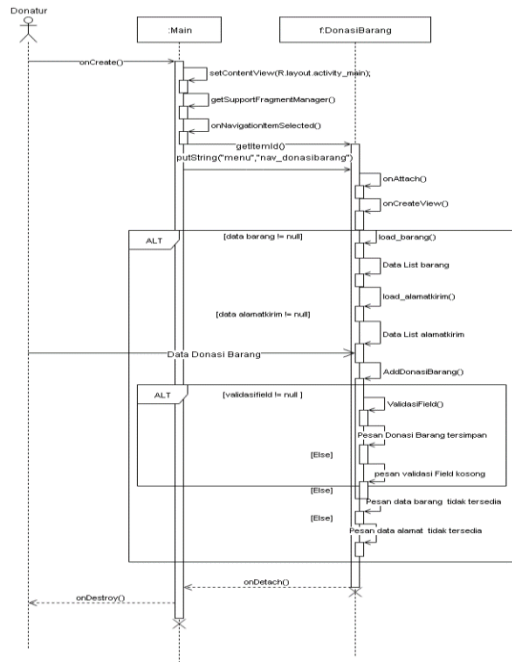 Donatur
:Main
f:DonasiBarang
onCreate()
setContentView(R.layout.activity_main);
getSupportFragmentManager()
onNavigationItemSelected()
getItemId()
putString("menu","nav_donasibarang")
onAttach()
onCreateView()
ALT
[data barang != null]
load_barang()
Data List barang
load_alamatkirim()
[data alamatkirim != null]
Data List alamatkirim
Data Donasi Barang
AddDonasiBarang()
ALT
[validasifield != null ]
ValidasiField()
Pesan Donasi Barang tersimpan
[Else]
pesan validasi Field kosong
[Else]
Pesan data barang tidak tersedia
[Else]
Pesan data alamat tidak tersedia
onDetach()
onDestroy()